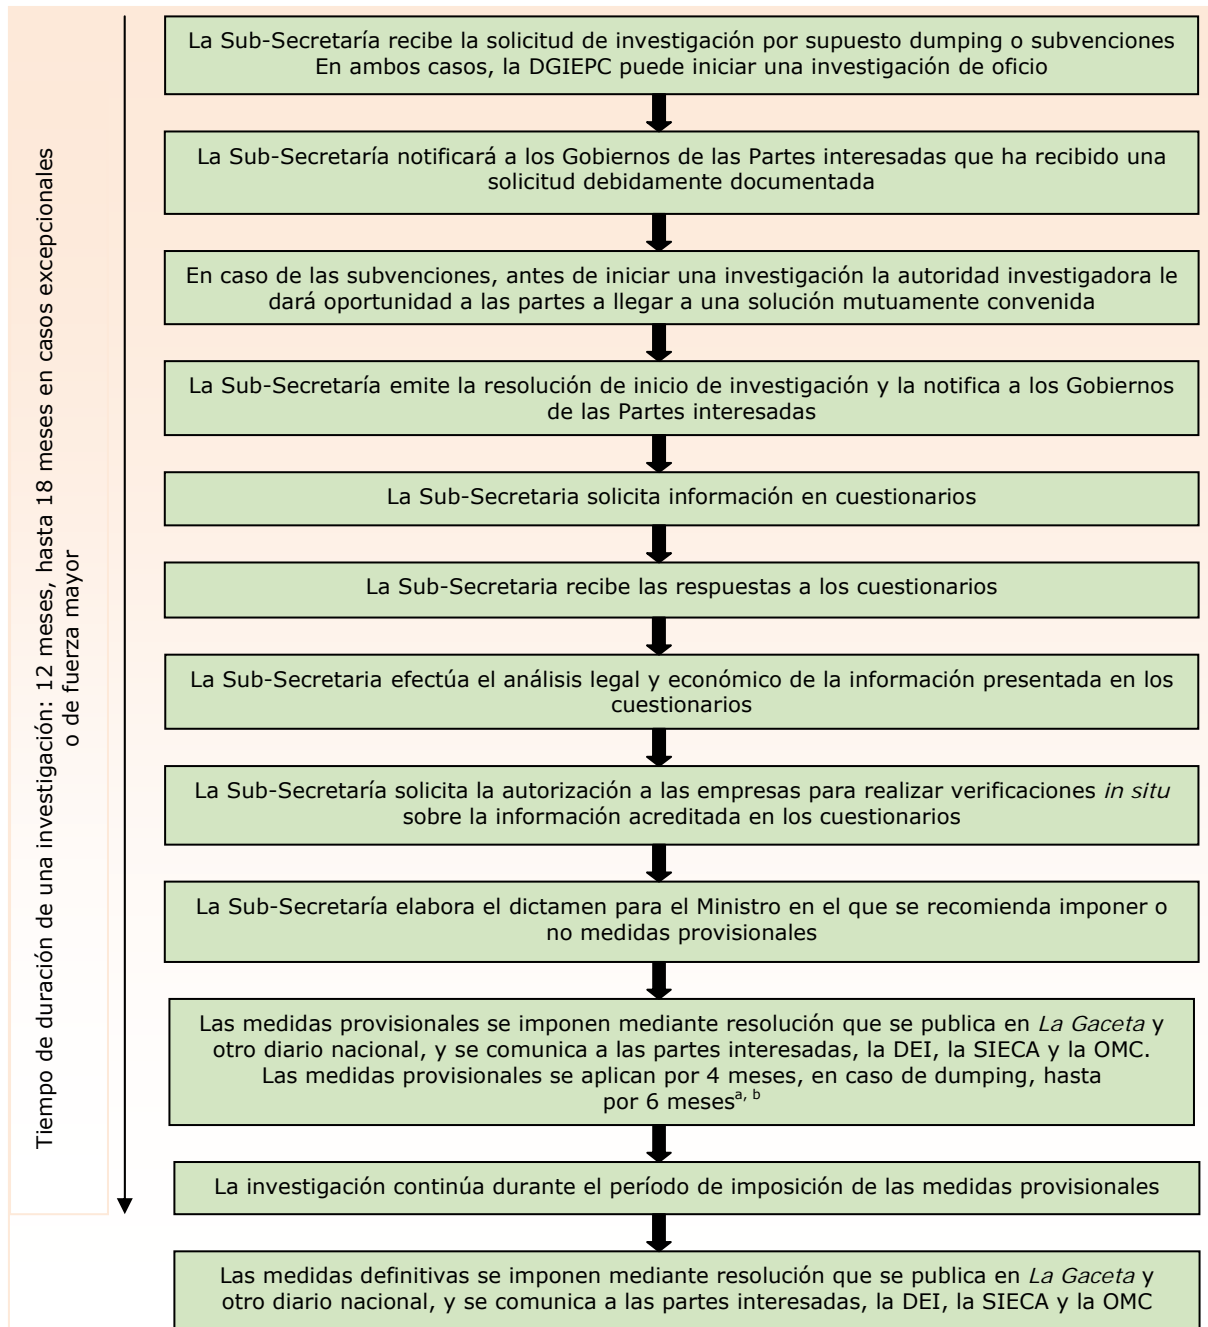 La Sub-Secretaría recibe la solicitud de investigación por supuesto dumping o subvenciones
En ambos casos, la DGIEPC puede iniciar una investigación de oficio
La Sub-Secretaría notificará a los Gobiernos de las Partes interesadas que ha recibido una
solicitud debidamente documentada
En caso de las subvenciones, antes de iniciar una investigación la autoridad investigadora le
dará oportunidad a las partes a llegar a una solución mutuamente convenida
La Sub-Secretaría emite la resolución de inicio de investigación y la notifica a los Gobiernos
de las Partes interesadas
La Sub-Secretaria solicita información en cuestionarios
La Sub-Secretaria recibe las respuestas a los cuestionarios
La Sub-Secretaria efectúa el análisis legal y económico de la información presentada en los
cuestionarios
La Sub-Secretaría solicita la autorización a las empresas para realizar verificaciones in situ
sobre la información acreditada en los cuestionarios
La Sub-Secretaría elabora el dictamen para el Ministro en el que se recomienda imponer o
no medidas provisionales
Las medidas provisionales se imponen mediante resolución que se publica en La Gaceta y
otro diario nacional, y se comunica a las partes interesadas, la DEI, la SIECA y la OMC.
Las medidas provisionales se aplican por 4 meses, en caso de dumping, hasta
por 6 meses a, b
La investigación continúa durante el período de imposición de las medidas provisionales
Las medidas definitivas se imponen mediante resolución que se publica en La Gaceta y
otro diario nacional, y se comunica a las partes interesadas, la DEI, la SIECA y la OMC
Tiempo de duración de una investigación: 12 meses, hasta 18 meses en casos excepcionales
o de fuerza mayor